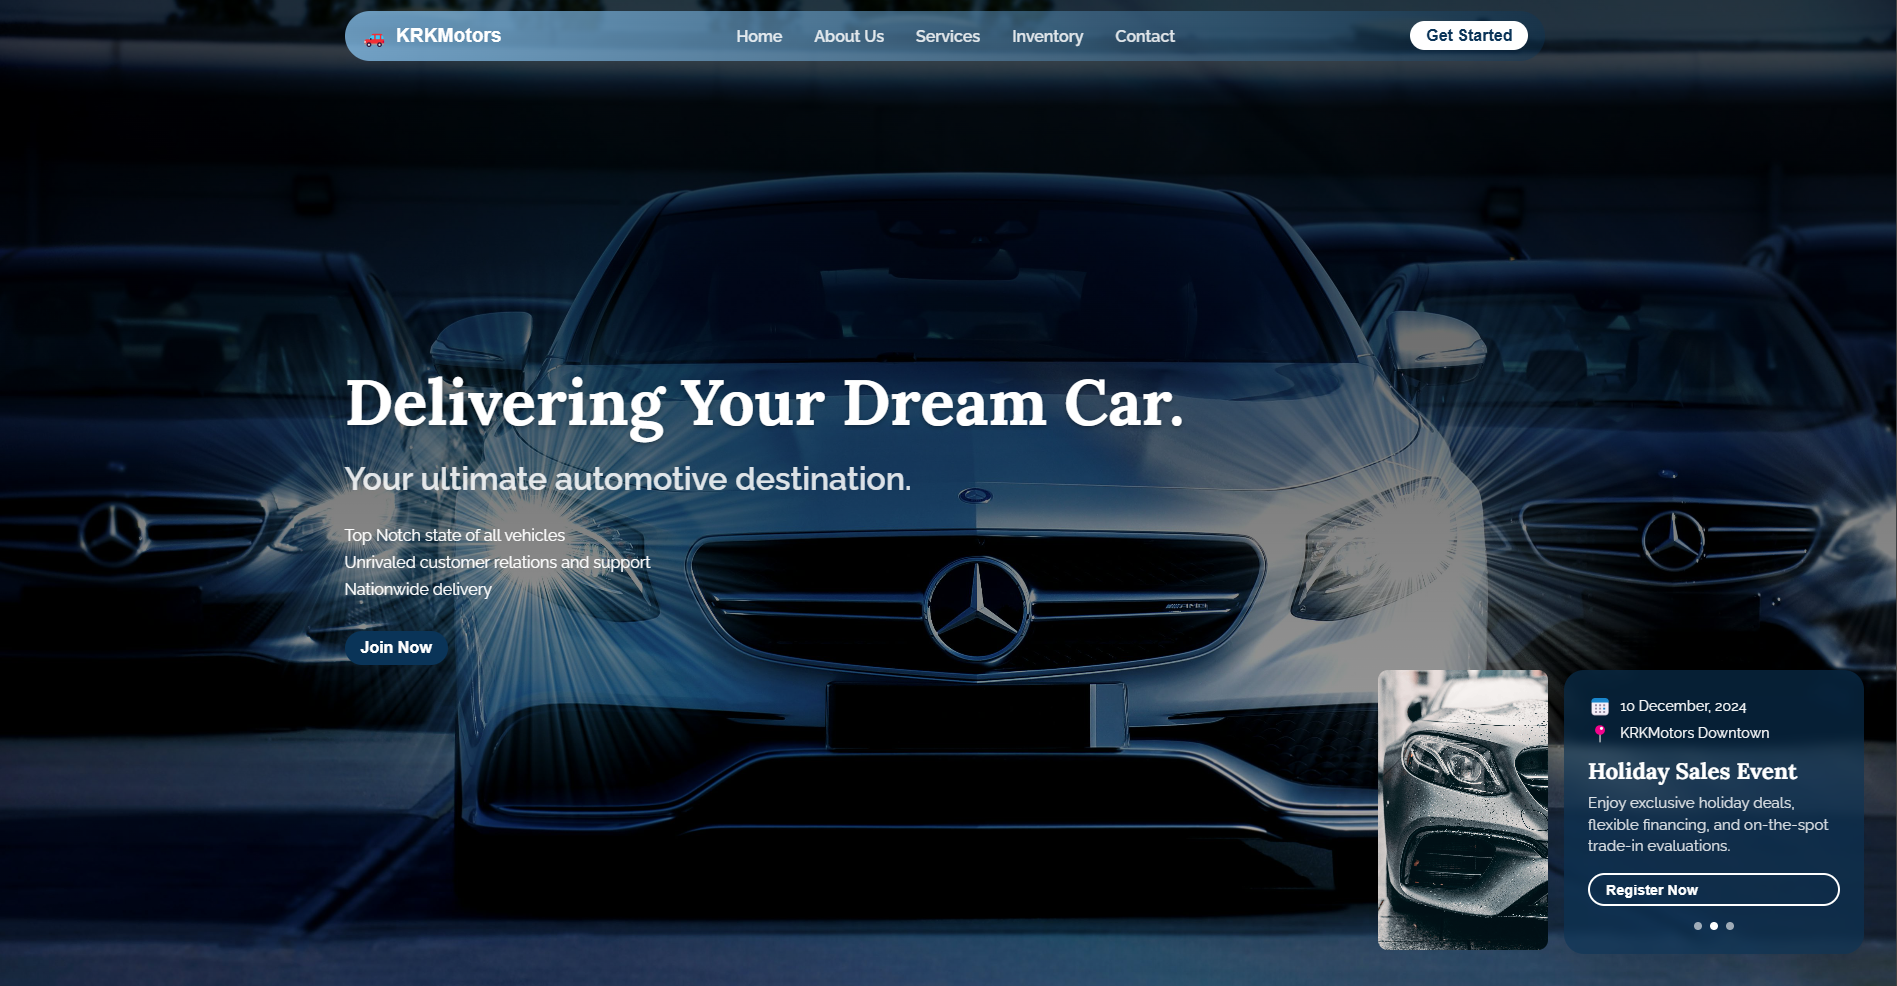 KRKMotors
Home
About Us
Services
Inventory
Contact
Get Started
Delivering Your Dream Car.
Your ultimate automotive destination.
Top Notch state of all vehicles
Unrivaled customer relations and support
Nationwide delivery
Join Now
10 December, 2024
KRKMotors Downtown
Holiday Sales Event
Enjoy exclusive holiday deals,
flexible financing, and on-the-spot
trade-in evaluations.
Register Now